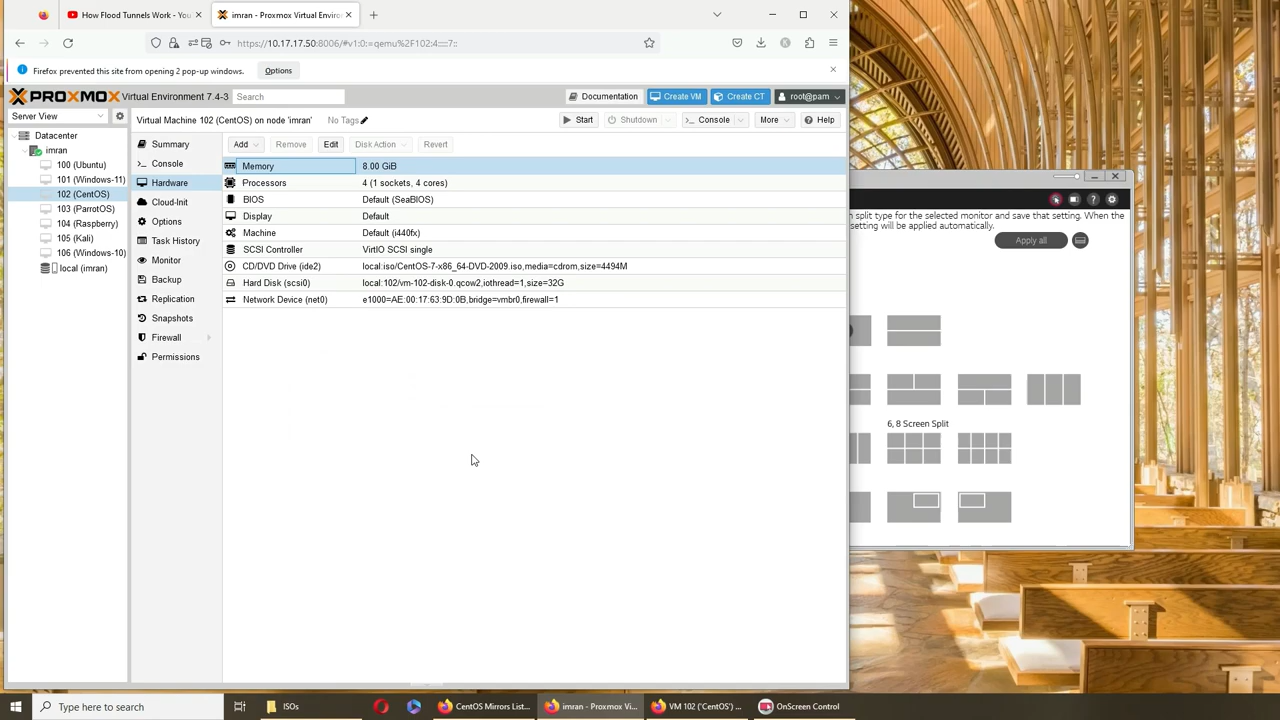 How Flood Tunnels Work - You
imran - Proxmox Virtual Environ
https://10.17.17.50:8006/#v1:0:=qemu%2F102:4:::::7::
Firefox prevented this site from opening 2 pop-up windows.
Options
PROXMOX Virtual Environment 7.4-3
Search
Documentation
Create VM
Create CT
root@pam
Server View
Virtual Machine 102 (CentOS) on node 'imran'
No Tags
Start
Shutdown
Console
More
Help
Datacenter
imran
100 (Ubuntu)
101 (Windows-11)
102 (CentOS)
103 (ParrotOS)
104 (Raspberry)
105 (Kali)
106 (Windows-10)
local (imran)
Summary
Console
Hardware
Cloud-Init
Options
Task History
Monitor
Backup
Replication
Snapshots
Firewall
Permissions
Add
Remove
Edit
Disk Action
Revert
Memory 8.00 GiB
Processors 4 (1 sockets, 4 cores)
BIOS Default (SeaBIOS)
Display Default
Machine Default (i440fx)
SCSI Controller VirtIO SCSI single
CD/DVD Drive (ide2) local:iso/CentOS-7-x86_64-DVD-2009.iso,media=cdrom,size=4494M
Hard Disk (scsi0) local:102/vm-102-disk-0.qcow2,iothread=1,size=32G
Network Device (net0) e1000=AE:00:17:63:9D:0B,bridge=vmbr0,firewall=1
n split type for the selected monitor and save that setting. When the
setting will be applied automatically.
Apply all
6, 8 Screen Split
Type here to search
ISOs
CentOS Mirrors List...
imran - Proxmox Vi...
VM 102 ('CentOS') ...
OnScreen Control